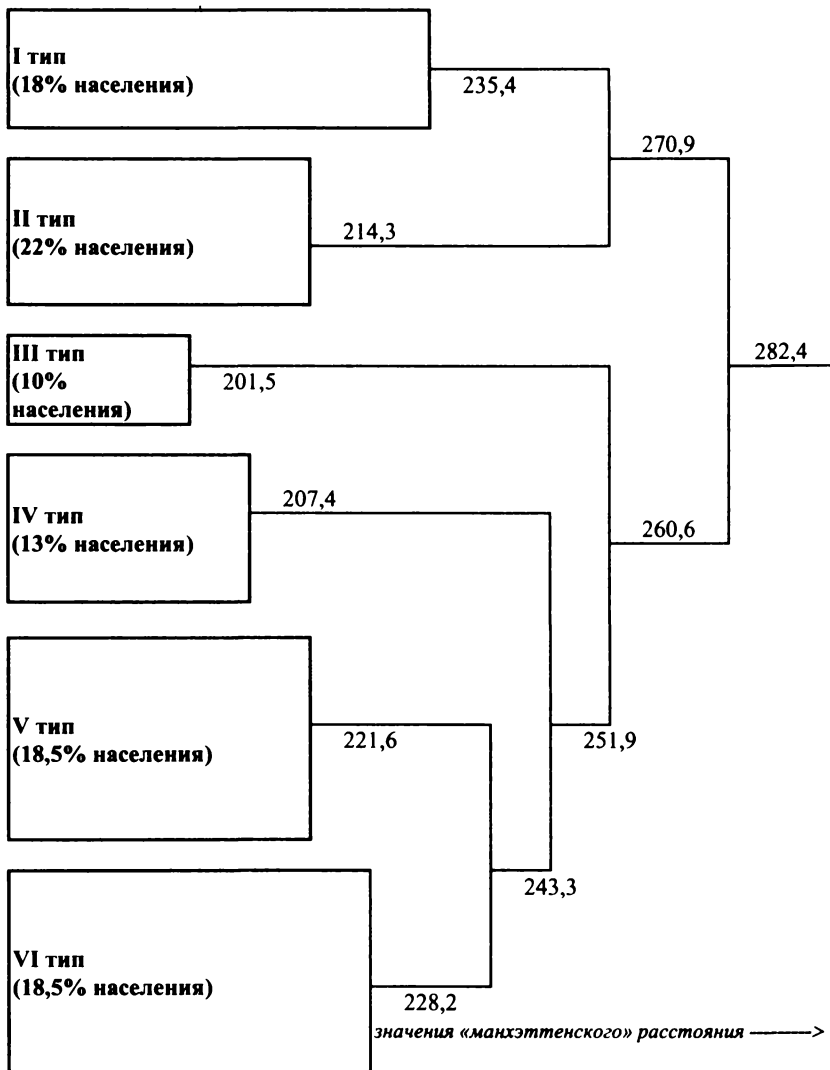 I тип
(18% населения)
235,4
270,9
II тип
(22% населения)
214,3
282,4
III тип
(10%
населения)
201,5
207,4
IV тип
(13% населения)
260,6
V тип
(18,5% населения)
221,6
251,9
243,3
VI тип
(18,5% населения)
228,2
значения «манхэттенского» расстояния